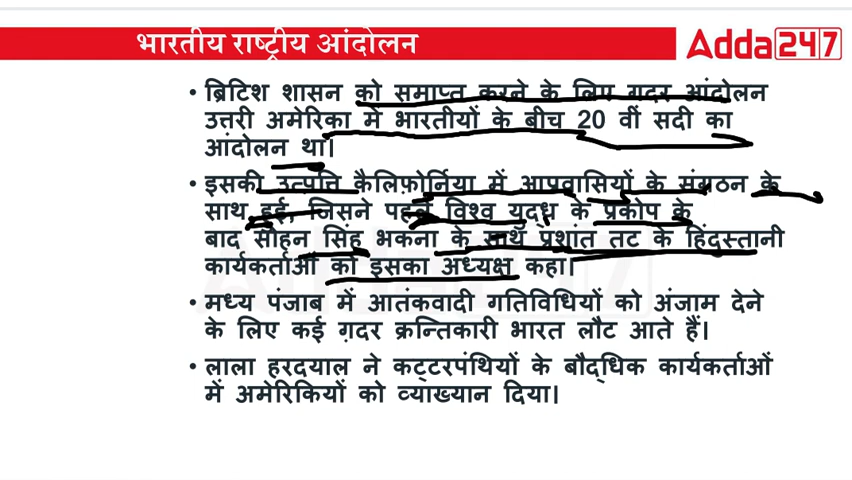 भारतीय राष्ट्रीय आंदोलन
Adda247
• ब्रिटिश शासन को समाप्त करने के लिए गदर आंदोलन
उत्तरी अमेरिका में भारतीयों के बीच 20 वीं सदी का
आंदोलन था।
• इसकी उत्पत्ति कैलिफ़ोर्निया में आप्रवासियों के संगठन के
साथ हुई, जिसने पहले विश्व युद्ध के प्रकोप के
बाद सोहन सिंह भकना के साथ प्रशांत तट के हिंदुस्तानी
कार्यकर्ताओं को इसका अध्यक्ष कहा।
• मध्य पंजाब में आतंकवादी गतिविधियों को अंजाम देने
के लिए कई ग़दर क्रन्तिकारी भारत लौट आते हैं।
• लाला हरदयाल ने कट्टरपंथियों के बौद्धिक कार्यकर्ताओं
में अमेरिकियों को व्याख्यान दिया।